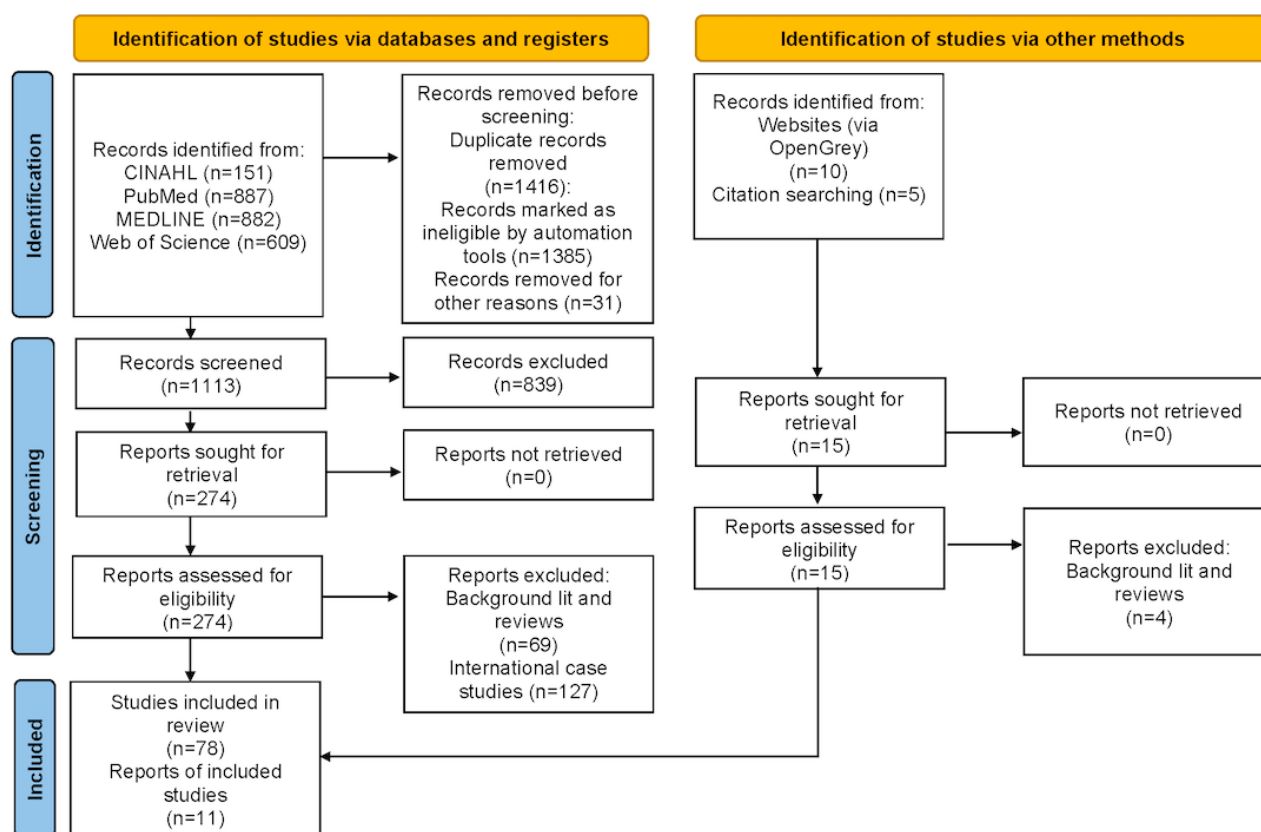 Identification of studies via databases and registers
Identification of studies via other methods
Identification
Records identified from:
CINAHL (n=151)
PubMed (n=887)
MEDLINE (n=882)
Web of Science (n=609)
Records removed before
screening:
Duplicate records
removed
(n=1416):
Records marked as
ineligible by automation
tools (n=1385)
Records removed for
other reasons (n=31)
Records identified from:
Websites (via
OpenGrey)
(n=10)
Citation searching (n=5)
Screening
Records screened
(n=1113)
Records excluded
(n=839)
Reports sought for
retrieval
(n=274)
Reports not retrieved
(n=0)
Reports sought for
retrieval
(n=15)
Reports not retrieved
(n=0)
Reports assessed for
eligibility
(n=274)
Reports excluded:
Background lit and
reviews
(n=69)
International case
studies (n=127)
Reports assessed for
eligibility
(n=15)
Reports excluded:
Background lit and
reviews
(n=4)
Included
Studies included in
review
(n=78)
Reports of included
studies
(n=11)